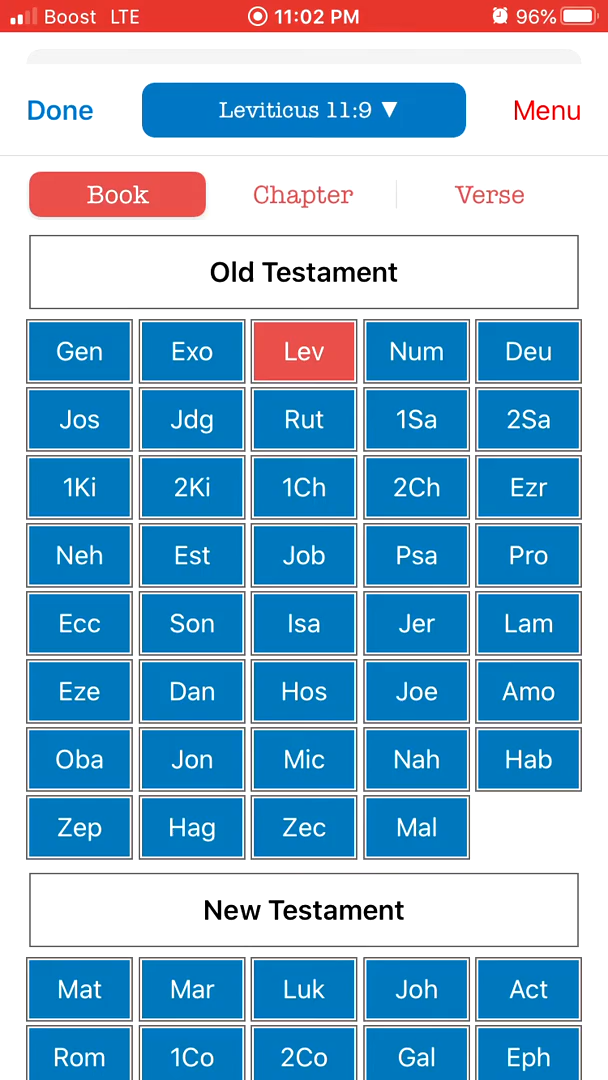 Boost LTE 11:02 PM 96%
Done Leviticus 11:9 ▼ Menu
Book Chapter Verse
Old Testament
Gen Exo Lev Num Deu
Jos Jdg Rut 1Sa 2Sa
1Ki 2Ki 1Ch 2Ch Ezr
Neh Est Job Psa Pro
Ecc Son Isa Jer Lam
Eze Dan Hos Joe Amo
Oba Jon Mic Nah Hab
Zep Hag Zec Mal
New Testament
Mat Mar Luk Joh Act
Rom 1Co 2Co Gal Eph